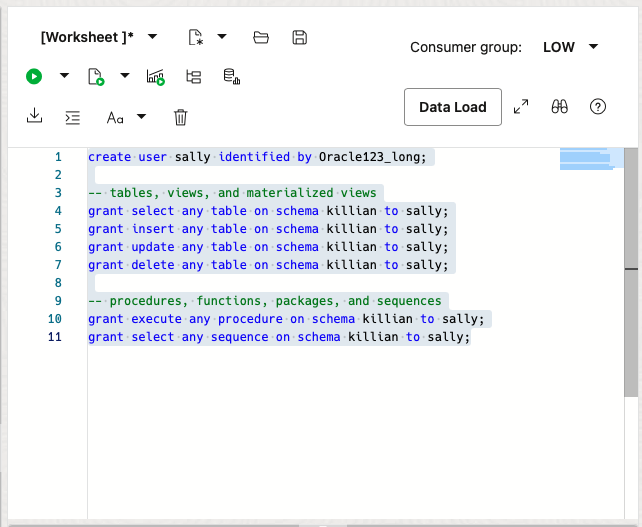 [Worksheet ]*
Consumer group: LOW
Aa
Data Load
1 create user sally identified by Oracle123_long;
2
3 -- tables, views, and materialized views
4 grant select any table on schema killian to sally;
5 grant insert any table on schema killian to sally;
6 grant update any table on schema killian to sally;
7 grant delete any table on schema killian to sally;
8
9 -- procedures, functions, packages, and sequences
10 grant execute any procedure on schema killian to sally;
11 grant select any sequence on schema killian to sally;